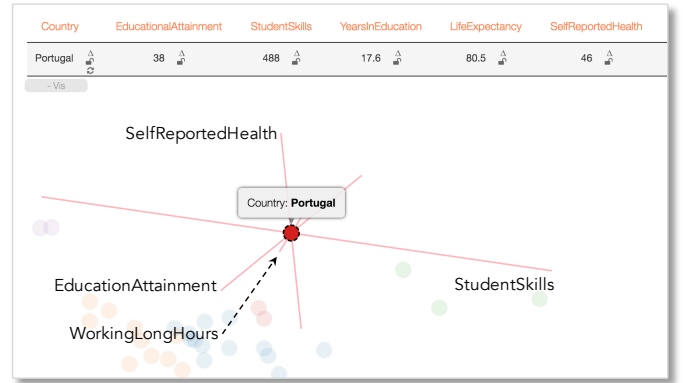 Country EducationalAttainment StudentSkills YearsInEducation LifeExpectancy SelfReportedHealth
Portugal Δ 38 Δ 488 Δ 17.6 Δ 80.5 Δ 46 Δ
- Vis
SelfReportedHealth
Country: Portugal
EducationAttainment
StudentSkills
WorkingLongHours